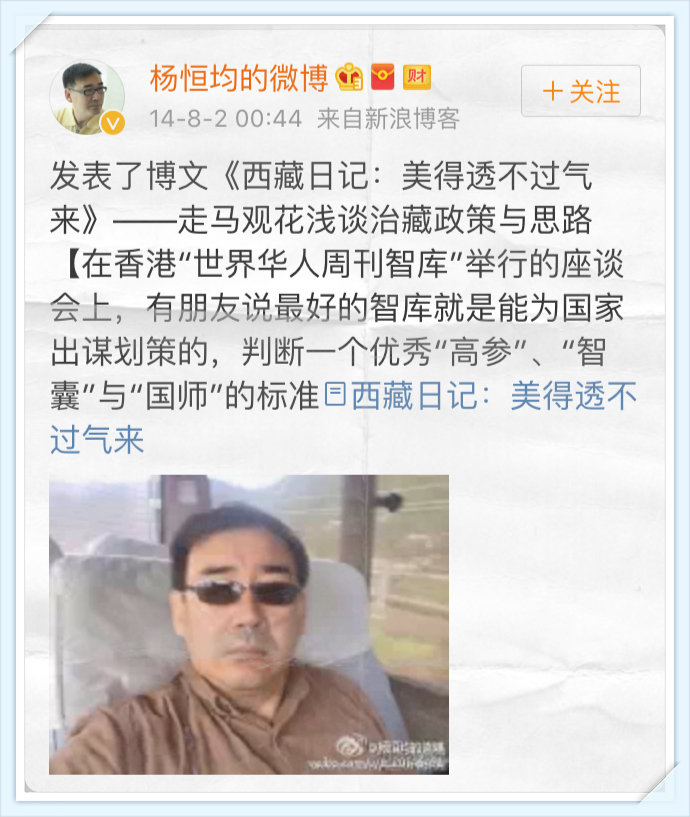 杨恒均的微博 财
14-8-2 00:44 来自新浪博客
+关注
V
发表了博文《西藏日记：美得透不过气
来》——走马观花浅谈治藏政策与思路
【在香港“世界华人周刊智库”举行的座谈
会上，有朋友说最好的智库就是能为国家
出谋划策的，判断一个优秀“高参”、“智
囊”与“国师”的标准西藏日记：美得透不
过气来